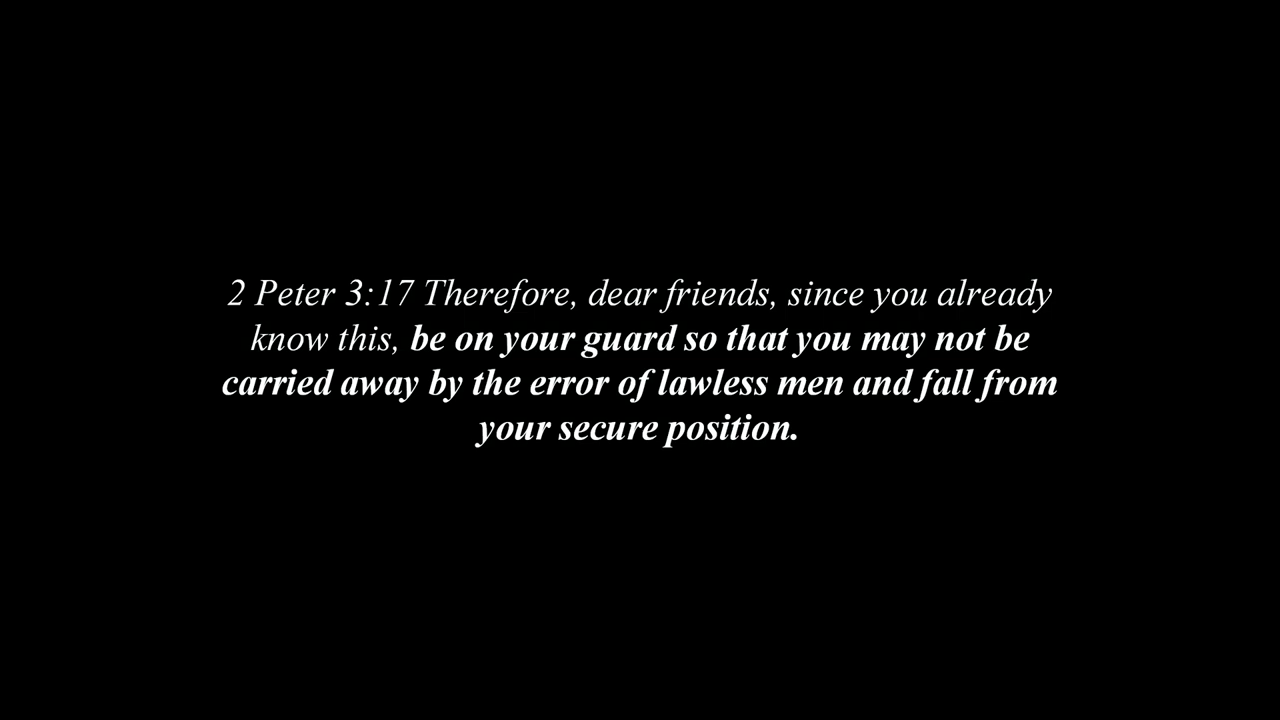 2 Peter 3:17 Therefore, dear friends, since you already
know this, be on your guard so that you may not be
carried away by the error of lawless men and fall from
your secure position.